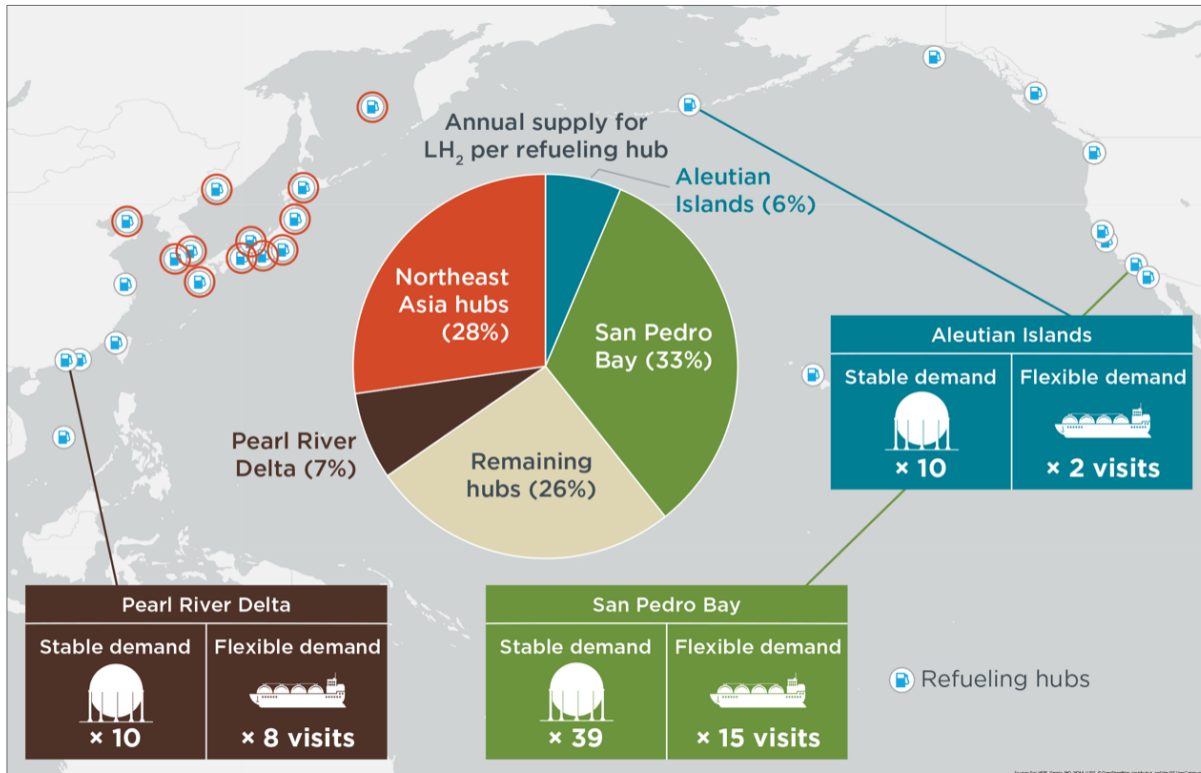 Annual supply for
LH₂ per refueling hub
Aleutian
Islands (6%)
Northeast
Asia hubs
(28%)
San Pedro
Bay (33%)
Pearl River
Delta (7%)
Remaining
hubs (26%)
Aleutian Islands
Stable demand
Flexible demand
× 10
× 2 visits
Pearl River Delta
Stable demand
Flexible demand
× 10
× 8 visits
San Pedro Bay
Stable demand
Flexible demand
× 39
× 15 visits
Refueling hubs